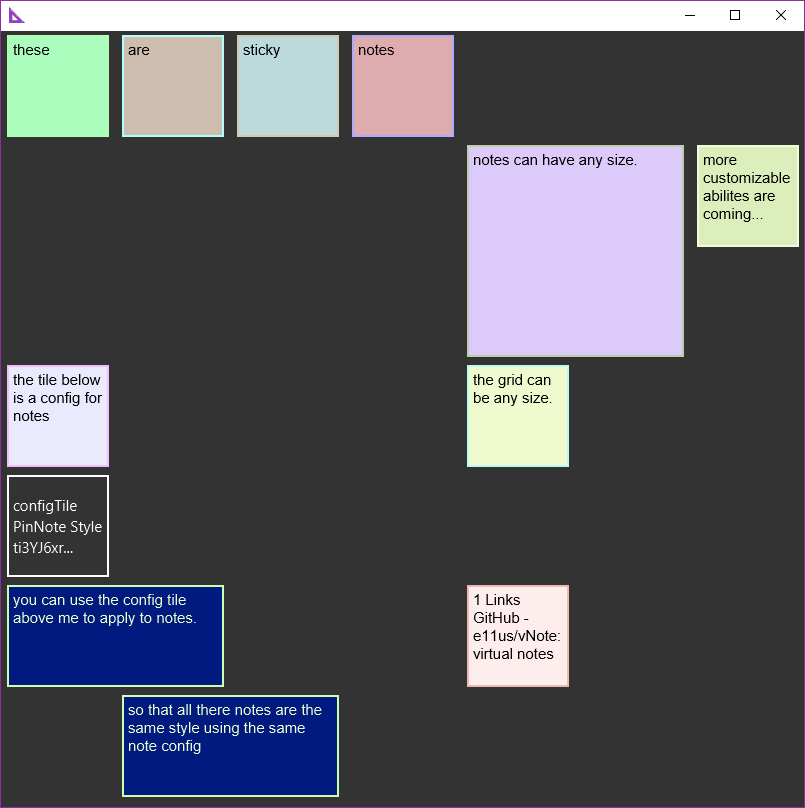 these
are
sticky
notes
notes can have any size.
more
customizable
abilites are
coming...
the tile below
is a config for
notes
the grid can
be any size.
configTile
PinNote Style
ti3YJ6xr...
you can use the config tile
above me to apply to notes.
1 Links
GitHub -
e11us/vNote:
virtual notes
so that all there notes are the
same style using the same
note config